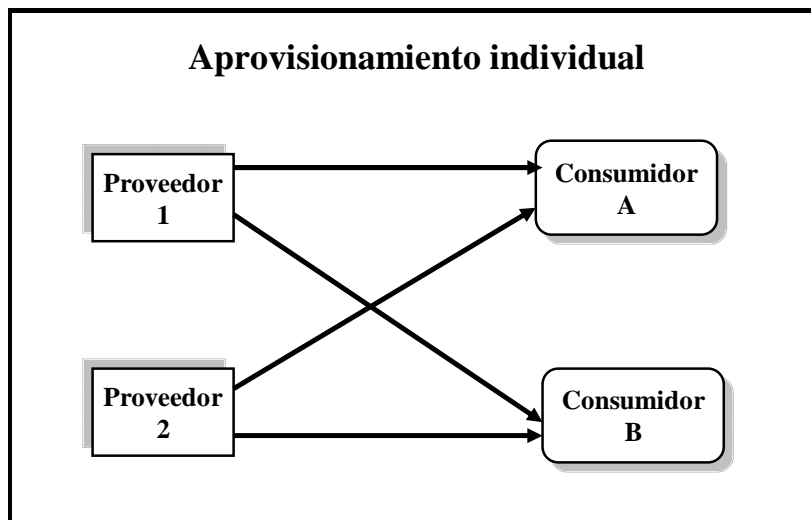 Aprovisionamiento individual
Proveedor
1
Consumidor
A
Proveedor
2
Consumidor
B